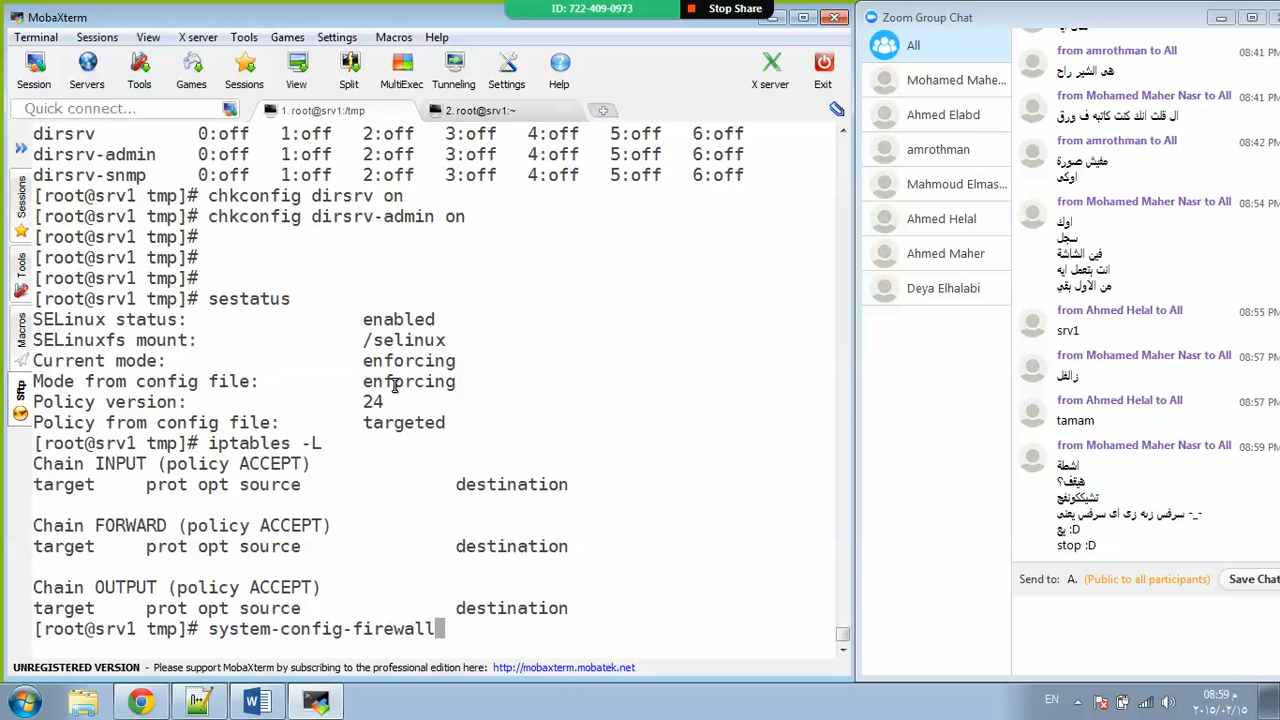 MobaXterm
ID: 722-409-0973
Stop Share
Terminal Sessions View X server Tools Games Settings Macros Help
Session Servers Tools Games Sessions View Split MultiExec Tunneling Settings Help X server Exit
Quick connect...
1. root@srv1:/tmp
2. root@srv1:~
Sessions
Tools
Macros
Sftp
dirsrv 0:off 1:off 2:off 3:off 4:off 5:off 6:off
dirsrv-admin 0:off 1:off 2:off 3:off 4:off 5:off 6:off
dirsrv-snmp 0:off 1:off 2:off 3:off 4:off 5:off 6:off
[root@srv1 tmp]# chkconfig dirsrv on
[root@srv1 tmp]# chkconfig dirsrv-admin on
[root@srv1 tmp]#
[root@srv1 tmp]#
[root@srv1 tmp]#
[root@srv1 tmp]# sestatus
SELinux status: enabled
SELinuxfs mount: /selinux
Current mode: enforcing
Mode from config file: enforcing
Policy version: 24
Policy from config file: targeted
[root@srv1 tmp]# iptables -L
Chain INPUT (policy ACCEPT)
target prot opt source destination
Chain FORWARD (policy ACCEPT)
target prot opt source destination
Chain OUTPUT (policy ACCEPT)
target prot opt source destination
[root@srv1 tmp]# system-config-firewall
UNREGISTERED VERSION - Please support MobaXterm by subscribing to the professional edition here: http://mobaxterm.mobatek.net
Zoom Group Chat
All
Mohamed Mahe...
Ahmed Elabd
amrothman
Mahmoud Elmas...
Ahmed Helal
Ahmed Maher
Deya Elhalabi
from amrothman to All 08:41 PM
هى الشير راح
from Mohamed Maher Nasr to All 08:41 PM
ال قلت انك كنت كاتبه ف ورق
from amrothman to All 08:42 PM
مفيش صورة
اوكى
from Mohamed Maher Nasr to All 08:54 PM
اوك
سجل
فين الشاشة
انت بتعمل ايه
من الاول بقي
from Ahmed Helal to All 08:55 PM
srv1
from Mohamed Maher Nasr to All 08:57 PM
زالفل
from Ahmed Helal to All 08:57 PM
tamam
from Mohamed Maher Nasr to All 08:59 PM
اشطة
هيقف؟
تشيككونفج
سرفس زيه زى اى سرفس يعنى -_-
يع :D
stop :D
Send to: A. (Public to all participants)
Save Chat
EN
08:59 م
٢٠١٥/٠٢/١٥